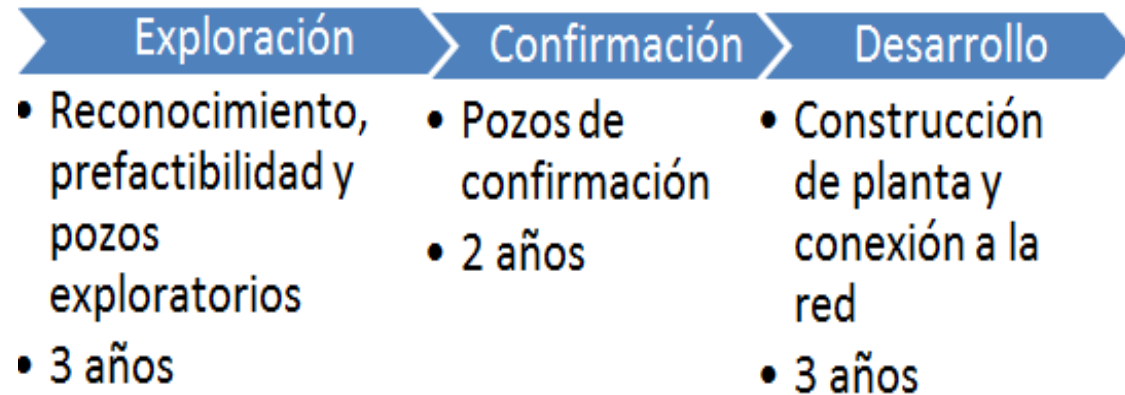 Exploración
• Reconocimiento,
prefactibilidad y
pozos
exploratorios
• 3 años
Confirmación
• Pozos de
confirmación
• 2 años
Desarrollo
• Construcción
de planta y
conexión a la
red
• 3 años